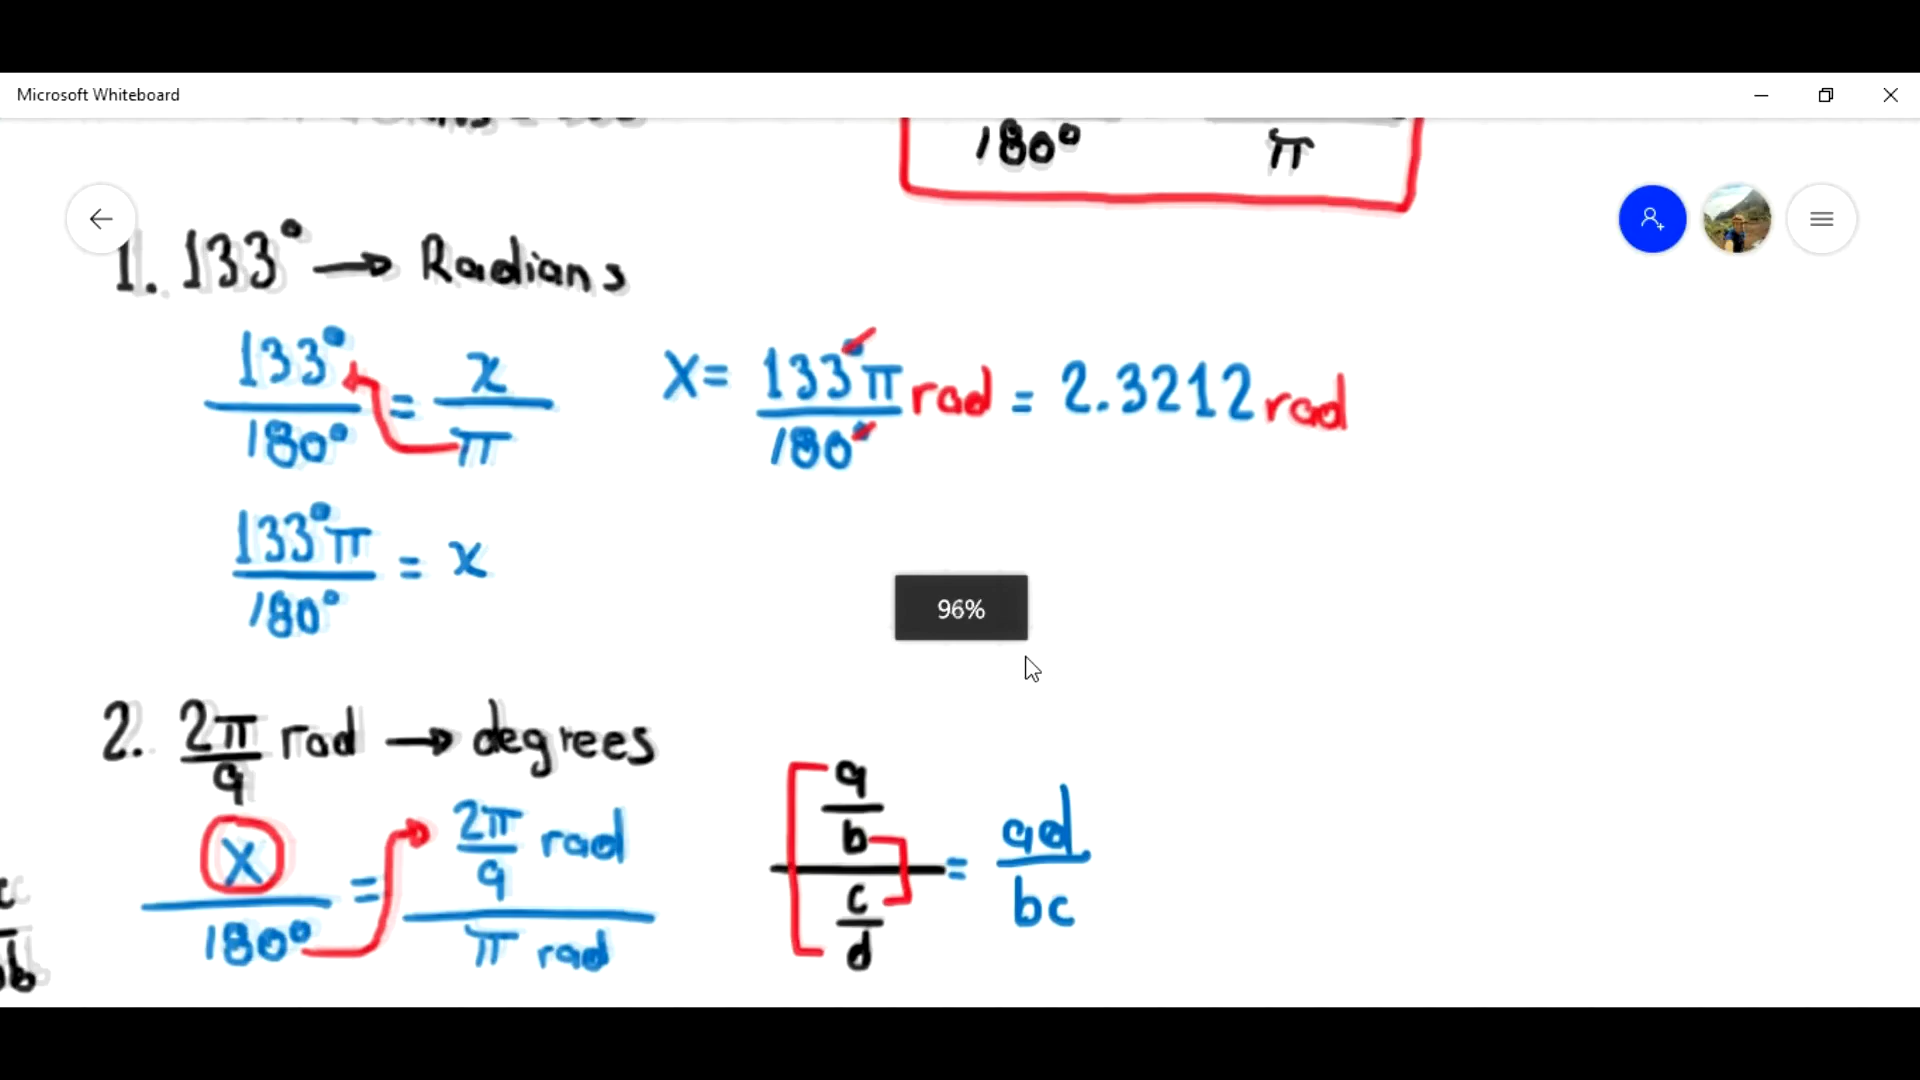 Microsoft Whiteboard
180° π
1. 133° → Radians
133° / 180° = x / π
X = 133°π / 180° rad = 2.3212 rad
133°π / 180° = x
96%
2. 2π / 9 rad → degrees
X / 180° = 2π / 9 rad / π rad
a / b / c / d = ad / bc